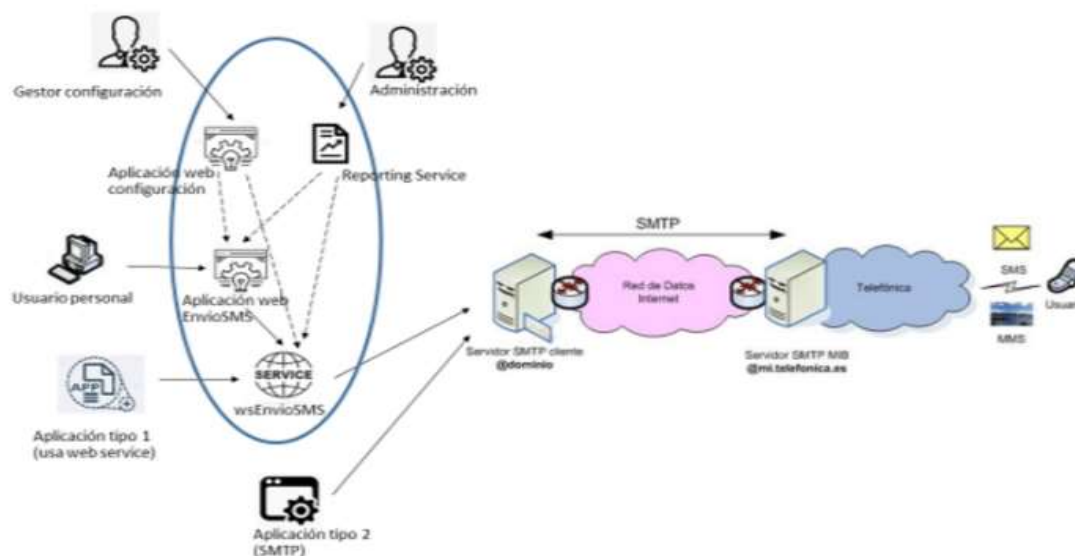 Gestor configuración
Administración
Aplicación web
configuración
Reporting Service
SMTP
Usuario personal
Aplicación web
EnvioSMS
Red de Datos
Internet
Telefónica
SMS
MMS
Servidor SMTP cliente
@dominio
Servidor SMTP MIB
@mi.telefonica.es
APP
SERVICE
wsEnvioSMS
Aplicación tipo 1
(usa web service)
Aplicación tipo 2
(SMTP)